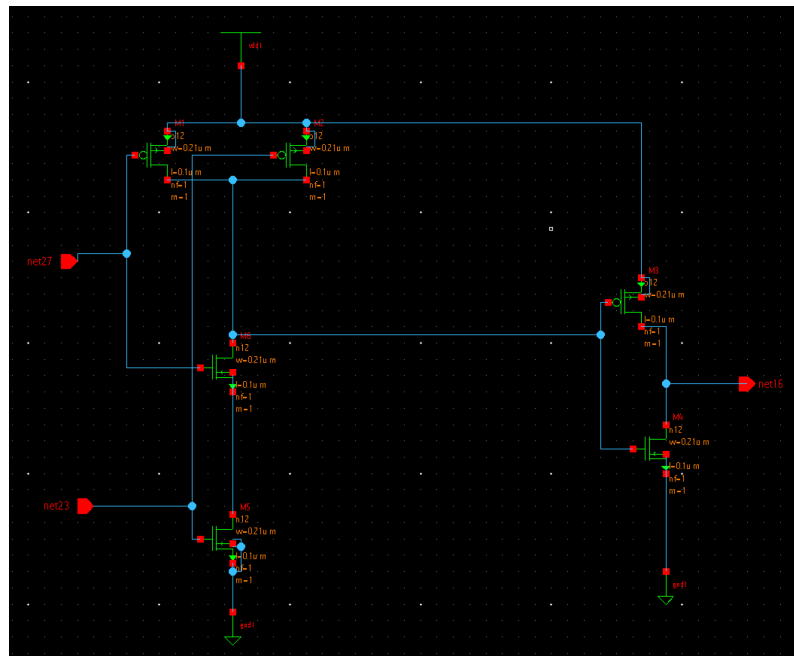 vdd!
M1
p12
w=0.21u m
l=0.1u m
nf=1
m=1
M2
p12
w=0.21u m
l=0.1u m
nf=1
m=1
net27
M3
p12
w=0.21u m
l=0.1u m
nf=1
m=1
M6
n12
w=0.21u m
l=0.1u m
nf=1
m=1
net16
M4
n12
w=0.21u m
l=0.1u m
nf=1
m=1
net23
M5
n12
w=0.21u m
l=0.1u m
nf=1
m=1
gnd!
gnd!